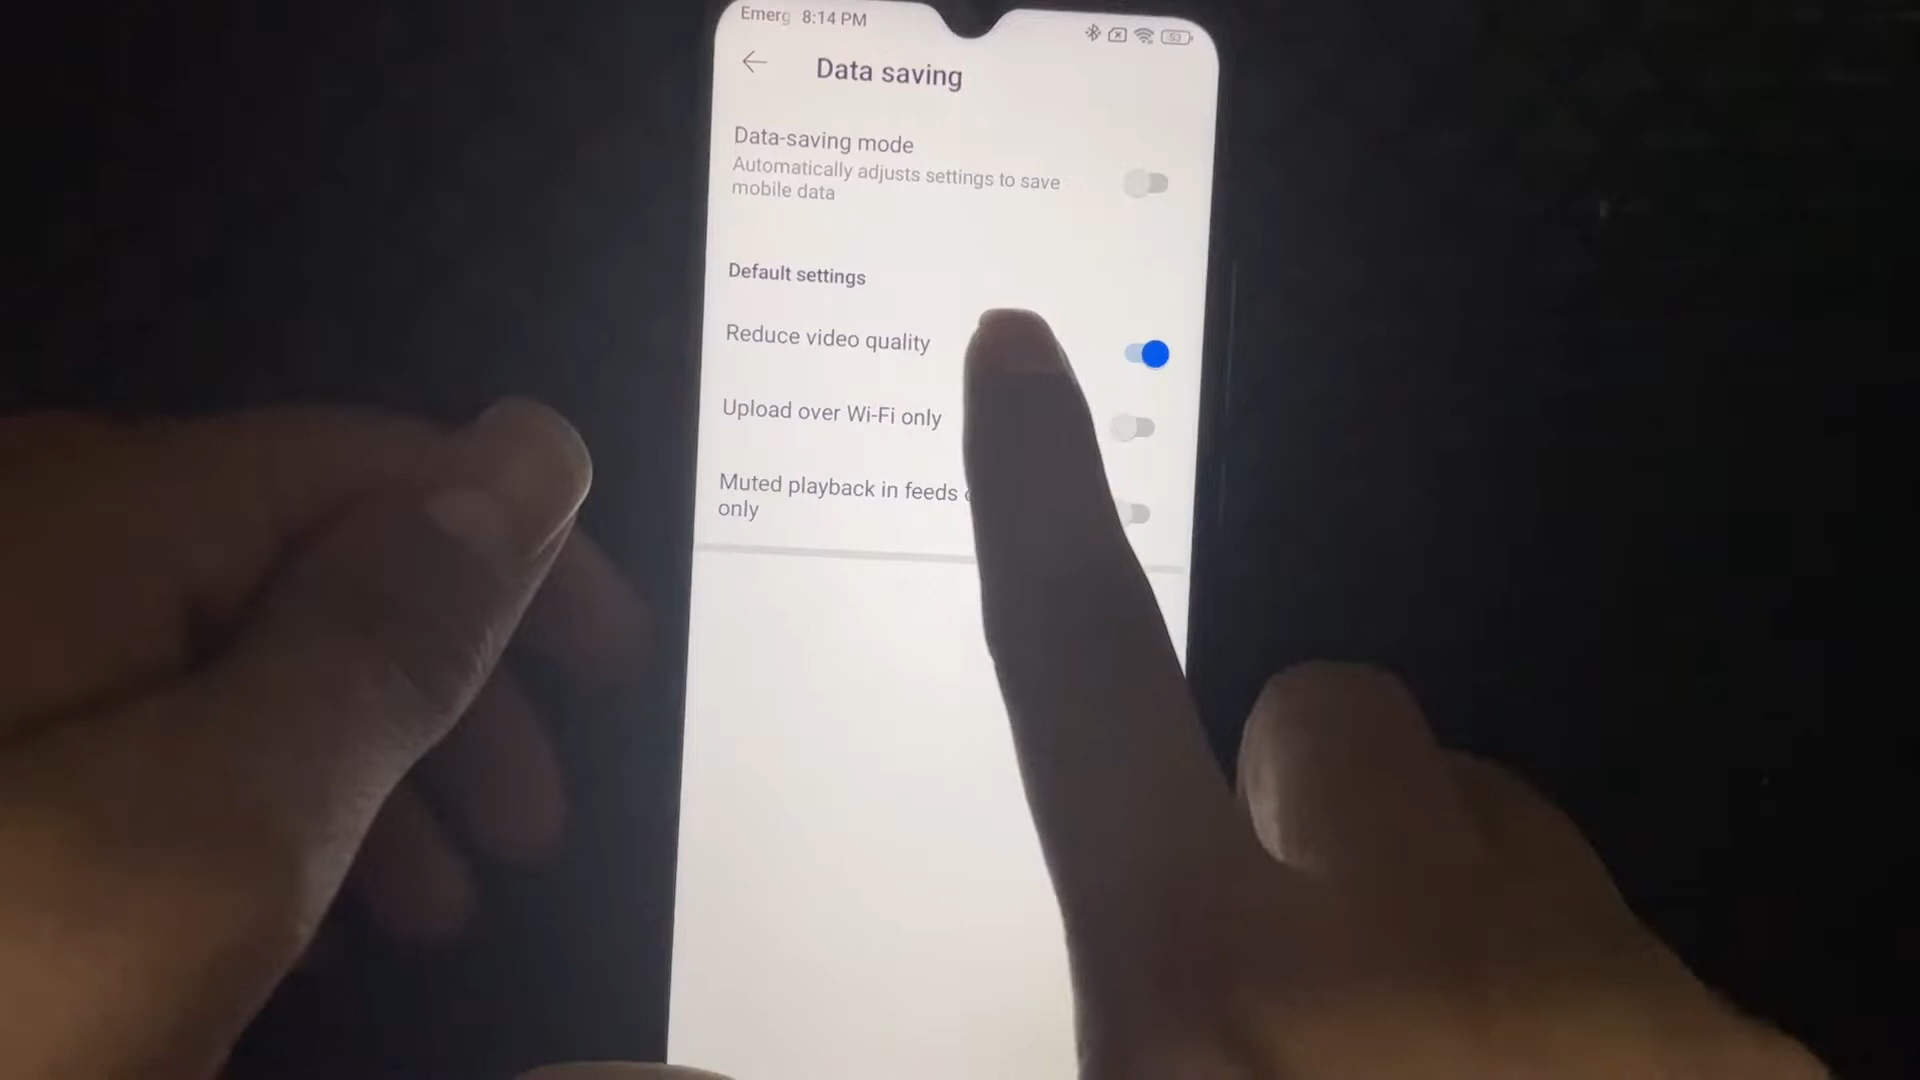 Emerg 8:14 PM
53
Data saving
Data-saving mode
Automatically adjusts settings to save
mobile data
Default settings
Reduce video quality
Upload over Wi-Fi only
Muted playback in feeds
only